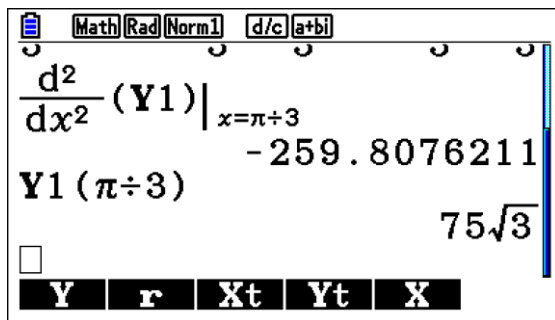 Math Rad Norm1 d/c a+bi
d²/dx² (Y1)|x=π÷3
-259.8076211
Y1(π÷3)
75√3
Y r Xt Yt X